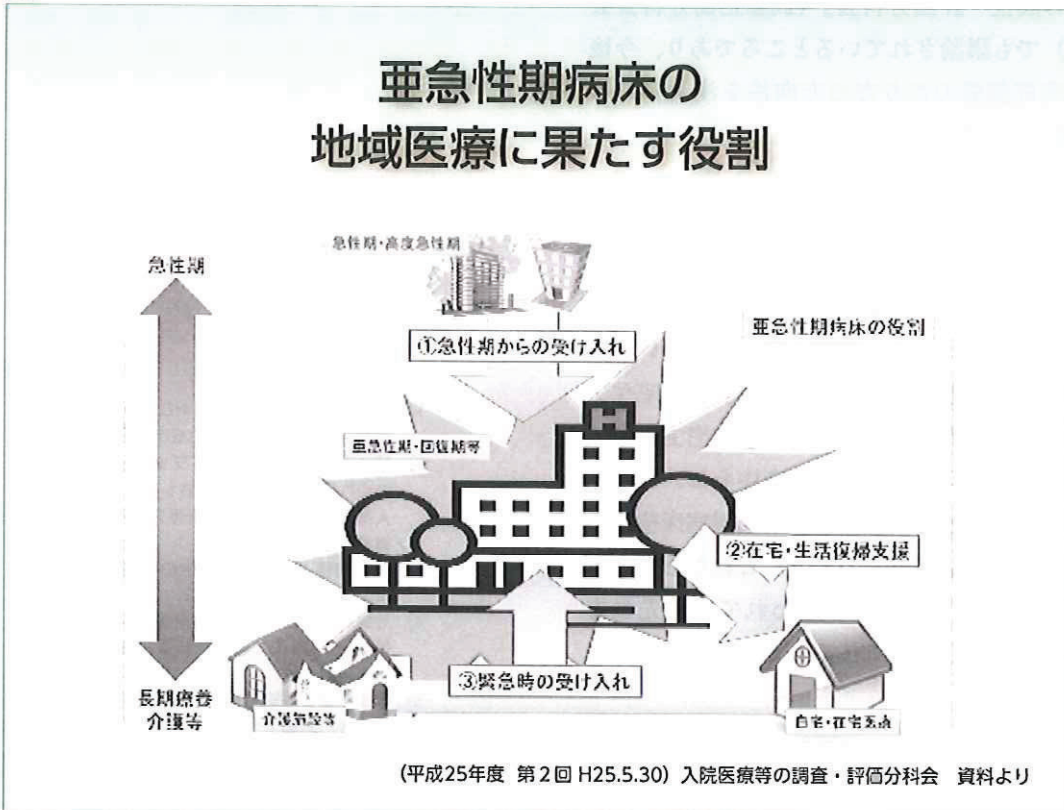 亜急性期病床の
地域医療に果たす役割
急性期・高度急性期
急性期
亜急性期病床の役割
①急性期からの受け入れ
亜急性期・回復期等
②在宅・生活復帰支援
③緊急時の受け入れ
長期療養
介護等
介護施設等
自宅・在宅医療
(平成25年度 第2回 H25.5.30) 入院医療等の調査・評価分科会 資料より